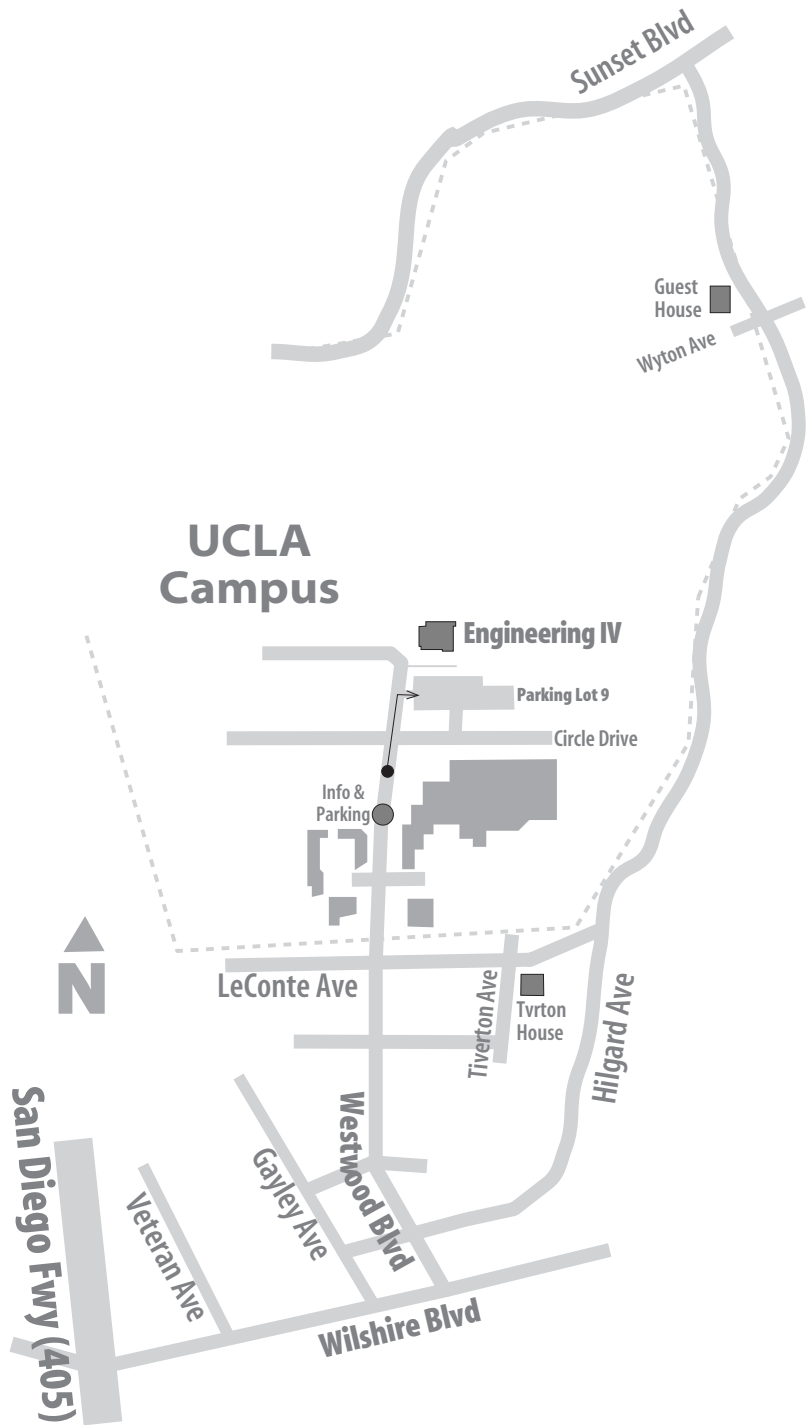 Sunset Blvd
Guest
House
Wyton Ave
UCLA
Campus
Engineering IV
Parking Lot 9
Circle Drive
Info &
Parking
N
LeConte Ave
Tiverton Ave
Tvrton
House
Hilgard Ave
San Diego Fwy (405)
Veteran Ave
Gayley Ave
Westwood Blvd
Wilshire Blvd